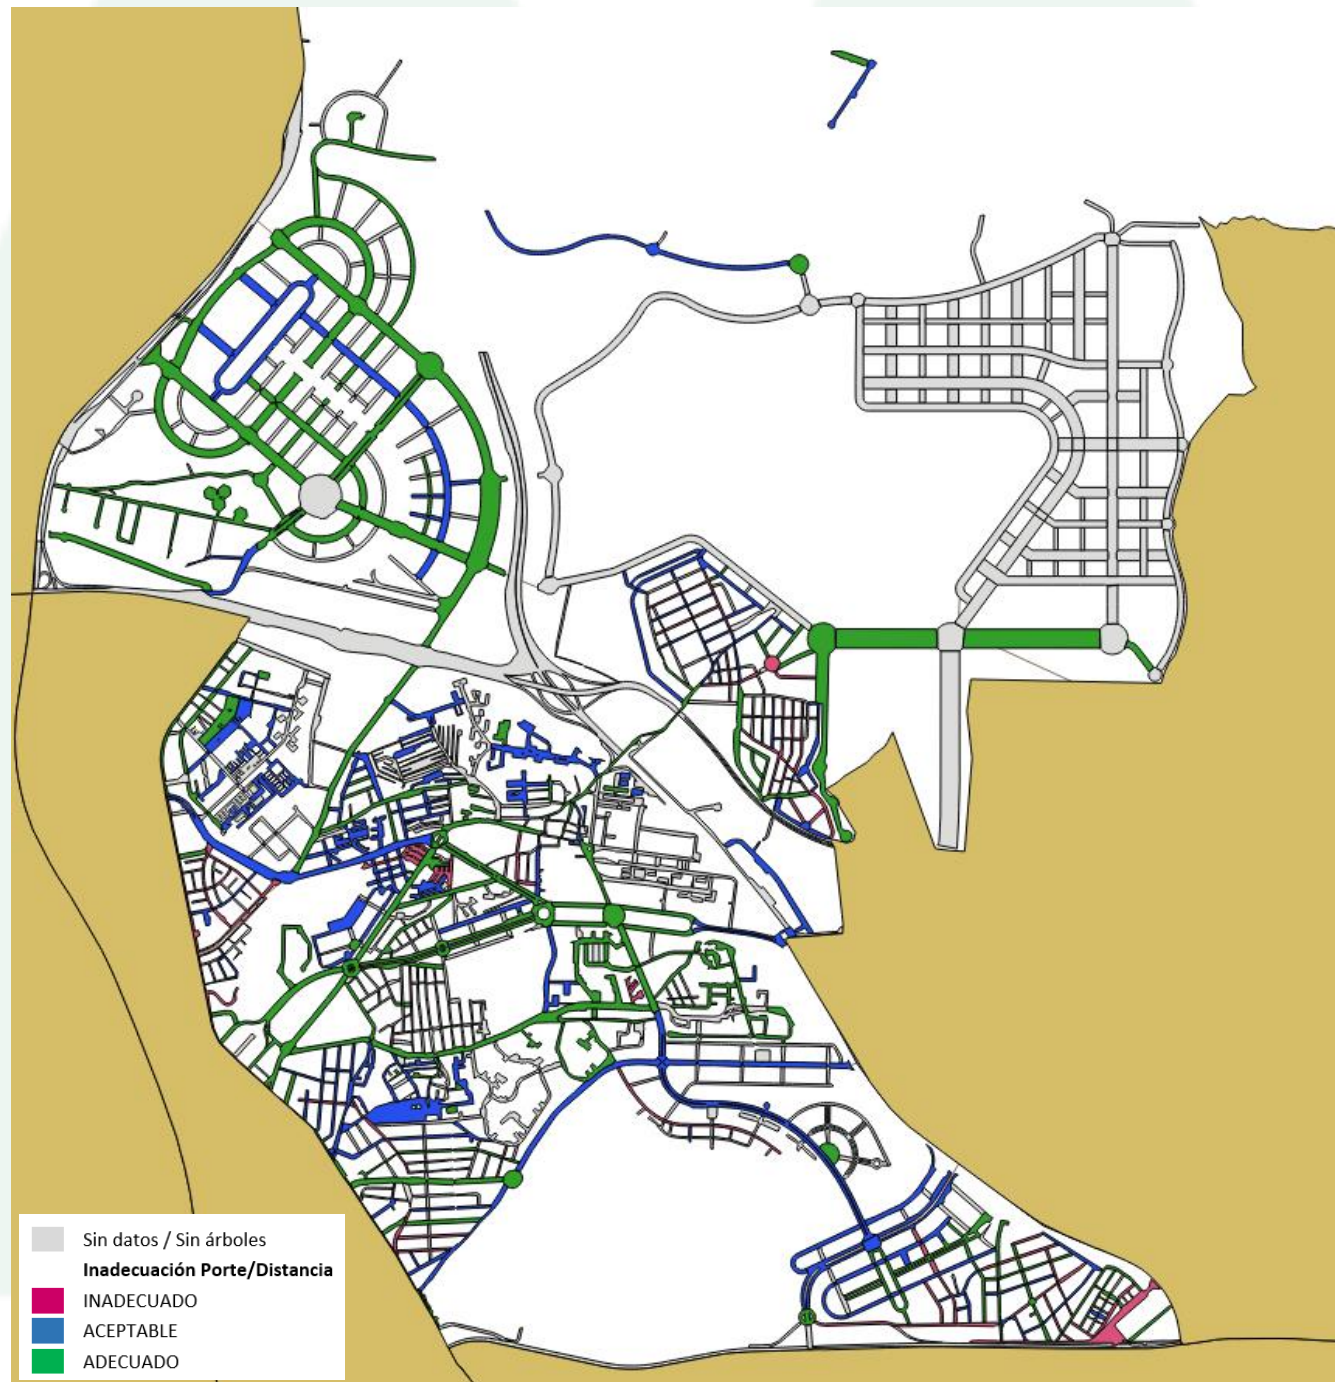 Sin datos / Sin árboles
Inadecuación Porte/Distancia
INADECUADO
ACEPTABLE
ADECUADO